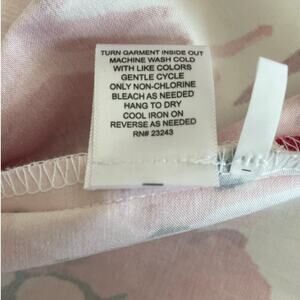 TURN GARMENT INSIDE OUT
MACHINE WASH COLD
WITH LIKE COLORS
GENTLE CYCLE
ONLY NON-CHLORINE
BLEACH AS NEEDED
HANG TO DRY
COOL IRON ON
REVERSE AS NEEDED
RN# 23243